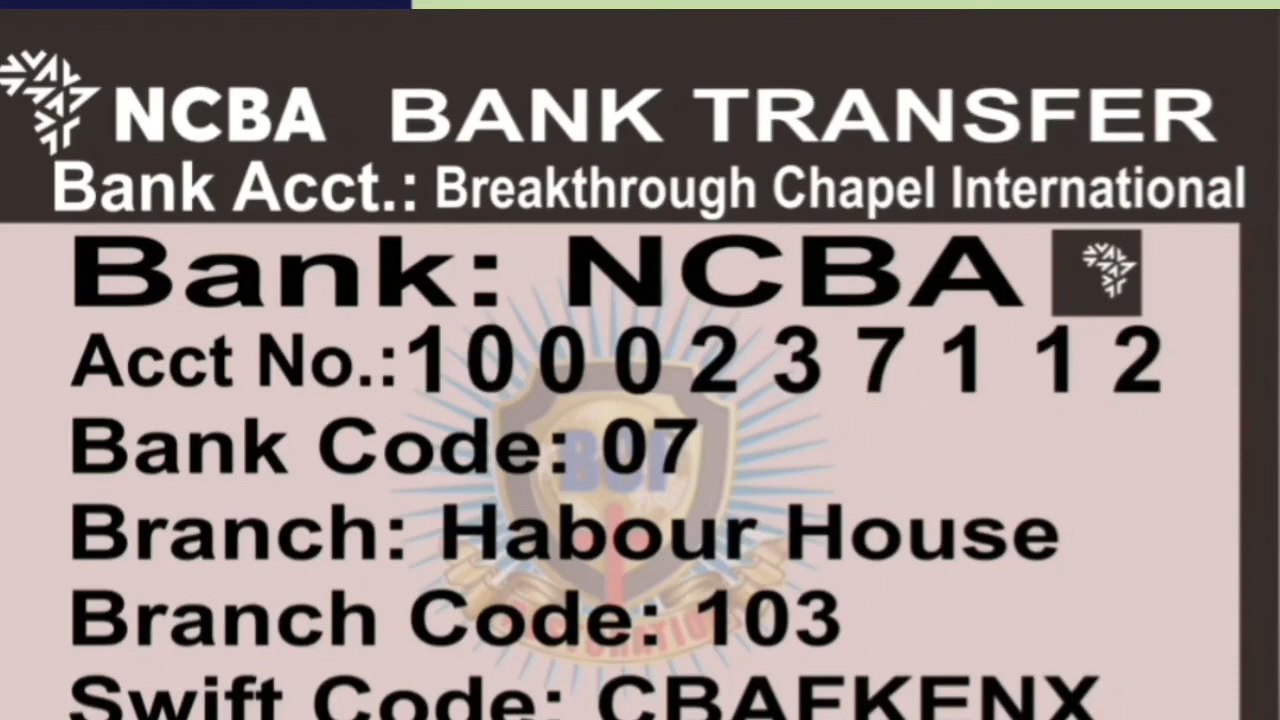 NCBA BANK TRANSFER
Bank Acct.: Breakthrough Chapel International
Bank: NCBA
Acct No.:1 0 0 0 2 3 7 1 1 2
BCF
Bank Code: 07
Branch: Habour House
Branch Code: 103
Swift Code: CBAFKENX